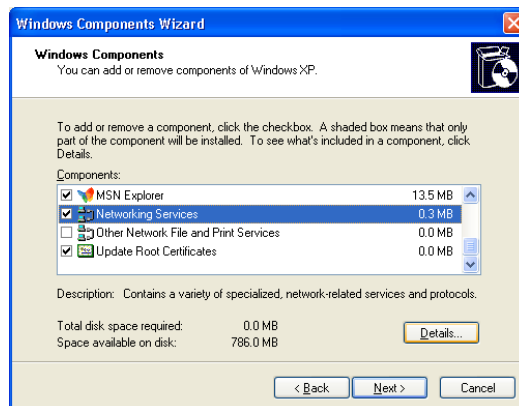 Windows Components Wizard
Windows Components
You can add or remove components of Windows XP.
To add or remove a component, click the checkbox. A shaded box means that only
part of the component will be installed. To see what's included in a component, click
Details.
Components:
MSN Explorer 13.5 MB
Networking Services 0.3 MB
Other Network File and Print Services 0.0 MB
Update Root Certificates 0.0 MB
Description: Contains a variety of specialized, network-related services and protocols.
Total disk space required: 0.0 MB
Space available on disk: 786.0 MB
Details...
< Back Next > Cancel